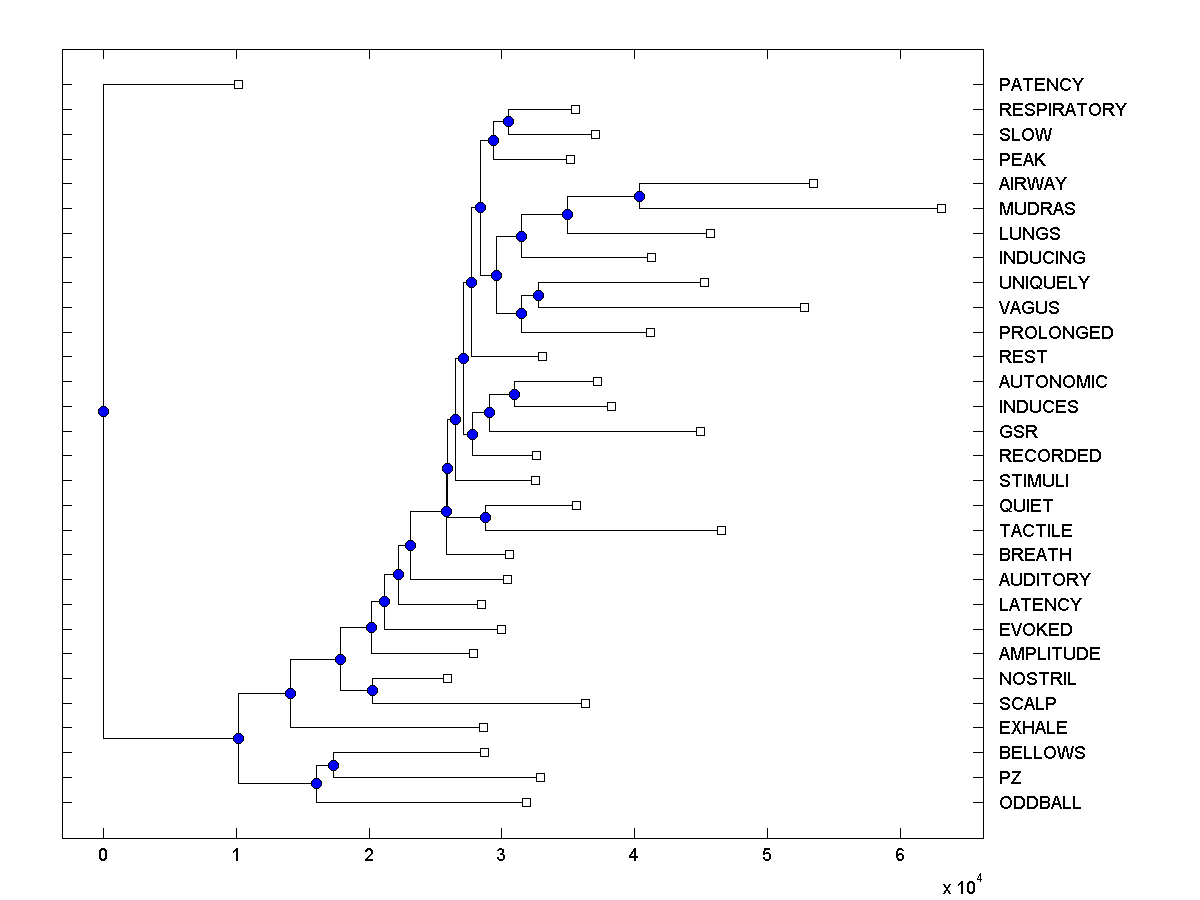 PATENCY
RESPIRATORY
SLOW
PEAK
AIRWAY
MUDRAS
LUNGS
INDUCING
UNIQUELY
VAGUS
PROLONGED
REST
AUTONOMIC
INDUCES
GSR
RECORDED
STIMULI
QUIET
TACTILE
BREATH
AUDITORY
LATENCY
EVOKED
AMPLITUDE
NOSTRIL
SCALP
EXHALE
BELLOWS
PZ
ODDBALL
0 1 2 3 4 5 6
x 10^4